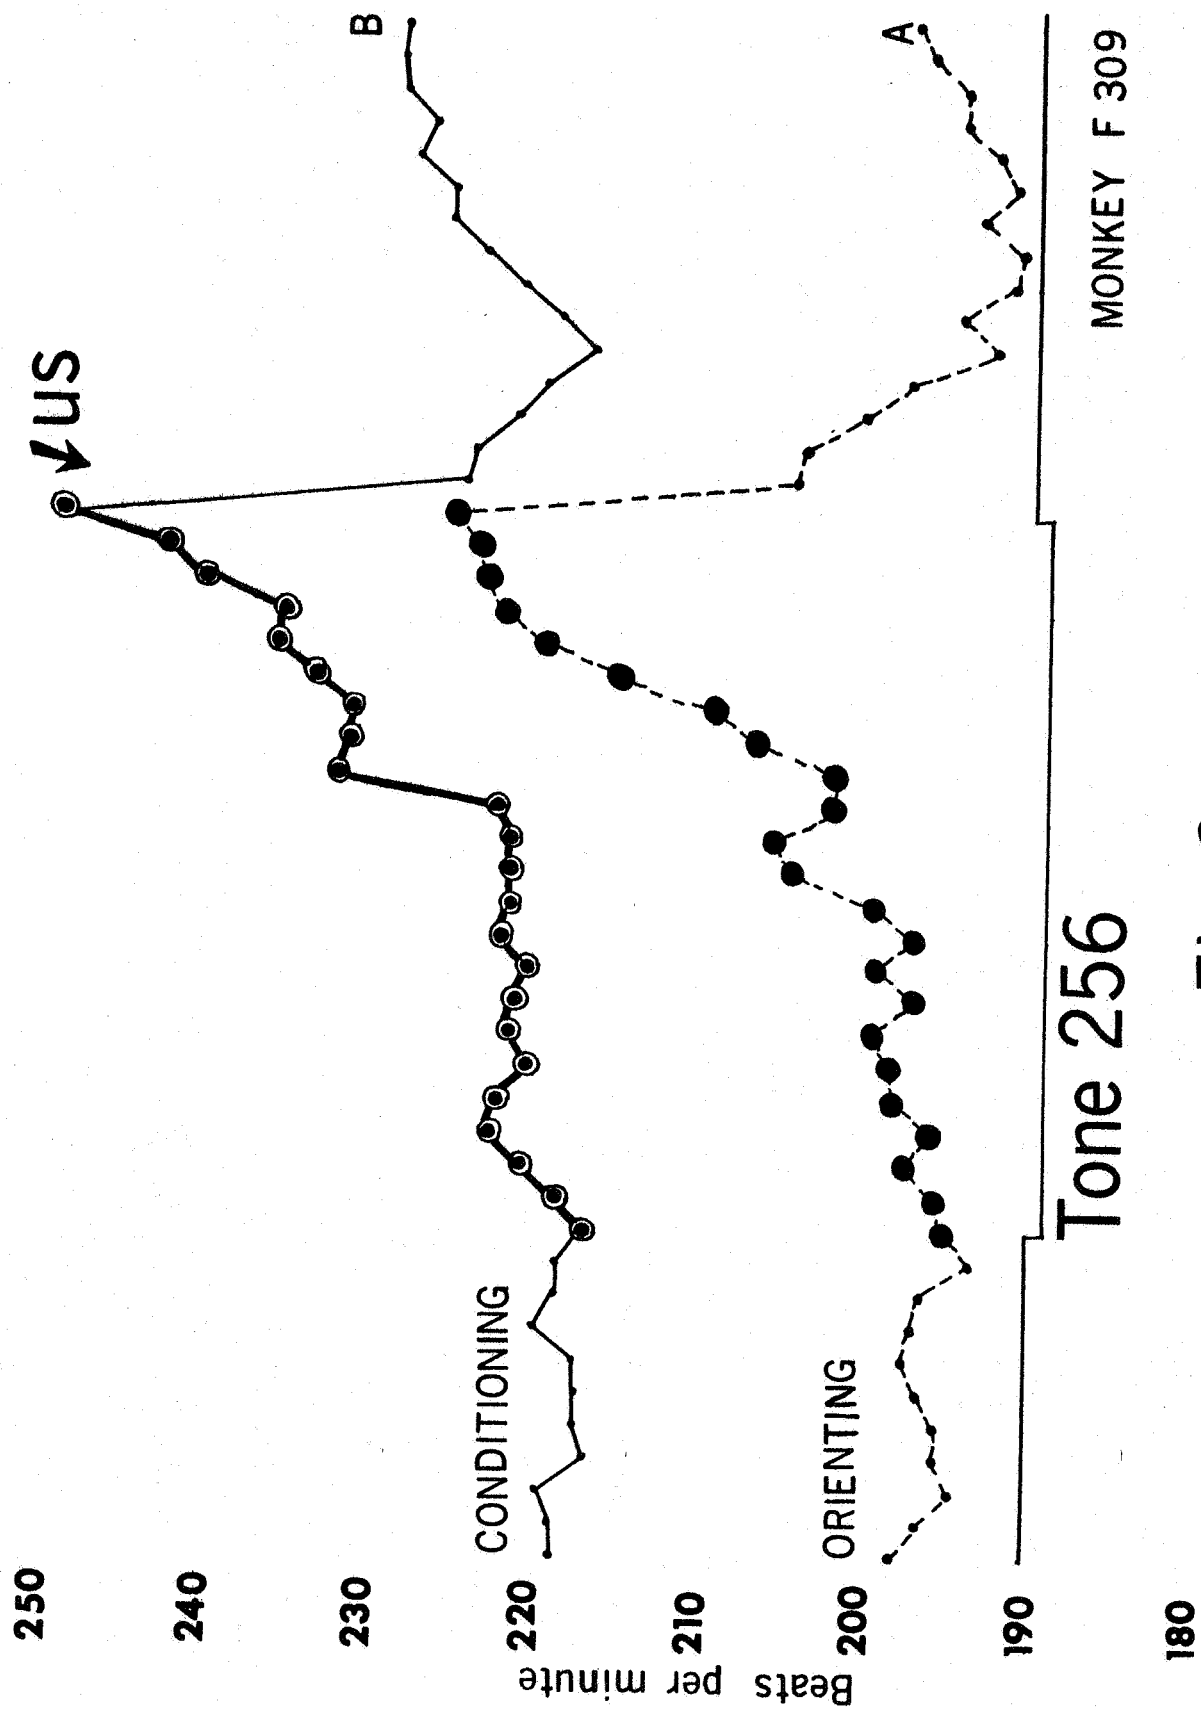 250
240
230
220
210
200
190
180
Beats per minute
us
B
CONDITIONING
ORIENTING
A
Tone 256
MONKEY F 309